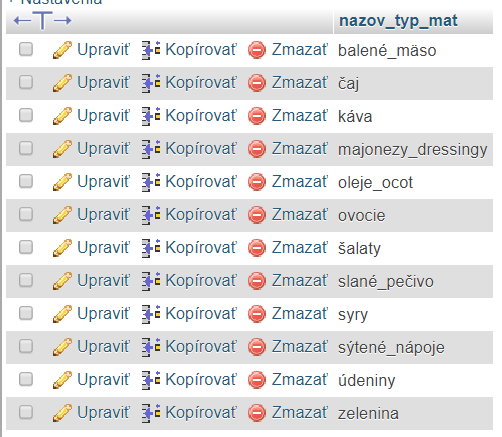 + Nastavenia
nazov_typ_mat
Upraviť Kopírovať Zmazať balené_mäso
Upraviť Kopírovať Zmazať čaj
Upraviť Kopírovať Zmazať káva
Upraviť Kopírovať Zmazať majonezy_dressingy
Upraviť Kopírovať Zmazať oleje_ocot
Upraviť Kopírovať Zmazať ovocie
Upraviť Kopírovať Zmazať šalaty
Upraviť Kopírovať Zmazať slané_pečivo
Upraviť Kopírovať Zmazať syry
Upraviť Kopírovať Zmazať sýtené_nápoje
Upraviť Kopírovať Zmazať údeniny
Upraviť Kopírovať Zmazať zelenina